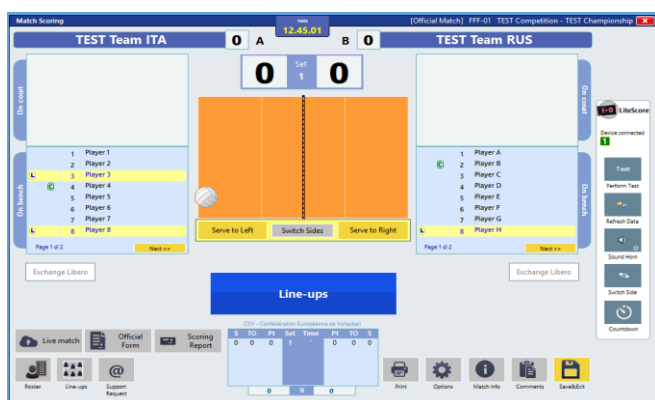 Match Scoring
TIME
12.45.01
[Official Match] FFF-01 TEST Competition - TEST Championship
TEST Team ITA
0 A
B 0
TEST Team RUS
0
Set
1
0
On court
On court
LiteScore
Device connected
1
Test
Perform Test
Refresh Data
Sound Horn
Switch Side
Countdown
On bench
1 Player 1
2 Player 2
L 3 Player 3
C 4 Player 4
5 Player 5
6 Player 6
7 Player 7
L 8 Player 8
Page 1 di 2
Next >>
Serve to Left
Switch Sides
Serve to Right
1 Player A
C 2 Player B
3 Player C
4 Player D
5 Player E
6 Player F
7 Player G
L 8 Player H
Page 1 di 2
Next >>
On bench
Exchange Libero
Exchange Libero
Line-ups
CEV - Confédération Européenne de Volleyball
S TO Pt Set Time Pt TO S
0 0 0 1 ' 0 0 0
0 '0 0
Live match
Official
Form
Scoring
Report
Roster
Line-ups
@
Support
Request
Print
Options
Match Info
Comments
Save&Exit